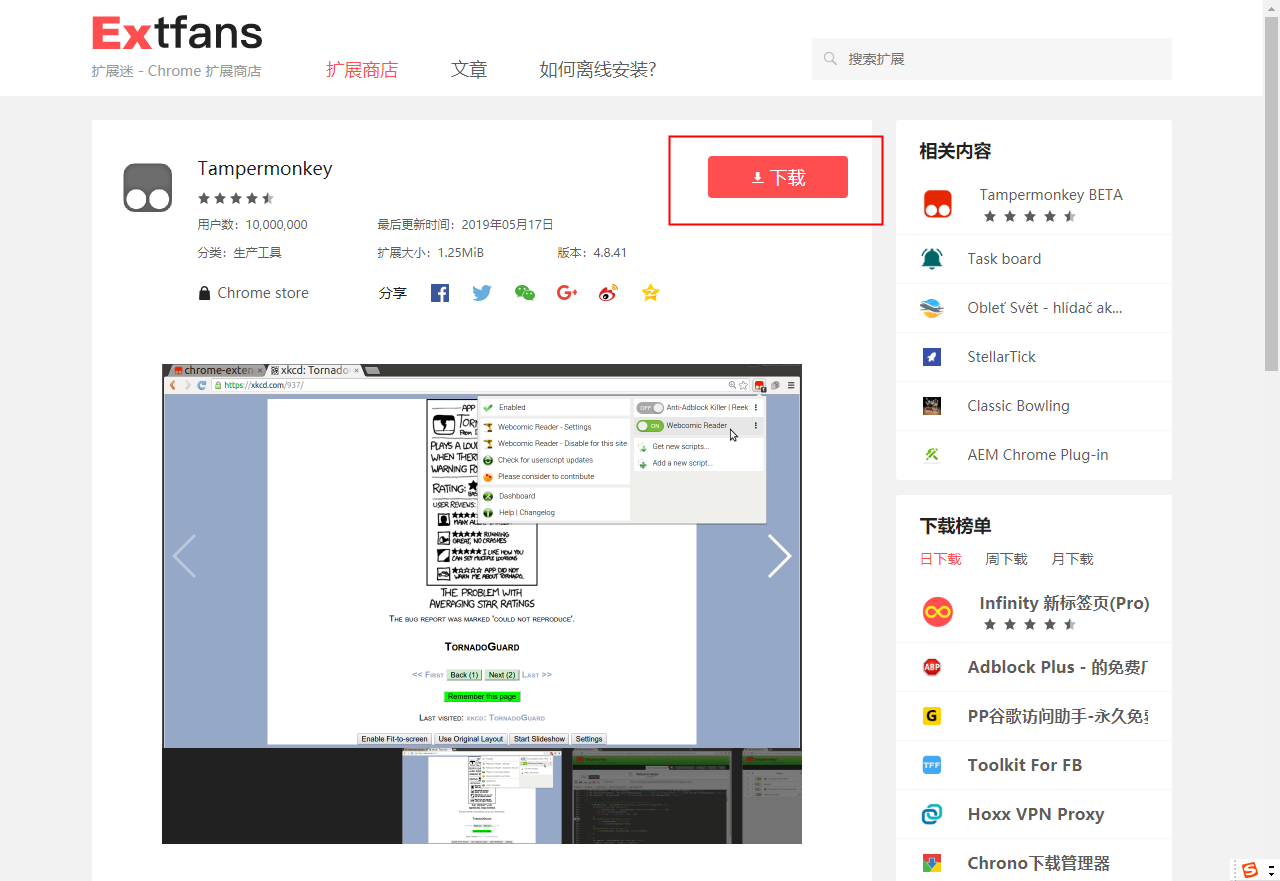 Extfans
扩展迷 - Chrome 扩展商店
扩展商店
文章
如何离线安装?
搜索扩展
Tampermonkey
用户数：10,000,000
最后更新时间：2019年05月17日
分类：生产工具
扩展大小：1.25MiB
版本：4.8.41
Chrome store
分享
下载
chrome-exten
xkcd: Tornado
https://xkcd.com/937/
Enabled
Webcomic Reader - Settings
Webcomic Reader - Disable for this site
Check for userscript updates
Please consider to contribute
Dashboard
Help | Changelog
OFF Anti-Adblock Killer | Reek
ON Webcomic Reader
Get new scripts...
Add a new script...
APP
TOR
PLAYS A LOU
WHEN THER
WARNING FO
RATING:
USER REVIEWS:
RUNNING
GREAT, NO CRASHES
I LIKE HOW YOU
CAN SET MULTIPLE LOCATIONS
APP DID NOT
WARN ME ABOUT TORNADO.
THE PROBLEM WITH
AVERAGING STAR RATINGS
THE BUG REPORT WAS MARKED 'COULD NOT REPRODUCE'.
TORNADOGUARD
<< FIRST Back (1) Next (2) LAST >>
Remember this page
LAST VISITED: XKCD: TORNADOGUARD
Enable Fit-to-screen Use Original Layout Start Slideshow Settings
相关内容
Tampermonkey BETA
Task board
Obleť Svět - hlídač ak...
StellarTick
Classic Bowling
AEM Chrome Plug-in
下载榜单
日下载 周下载 月下载
Infinity 新标签页(Pro)
ABP
Adblock Plus - 的免费广
G
PP谷歌访问助手-永久免费
TFF
Toolkit For FB
Hoxx VPN Proxy
Chrono下载管理器